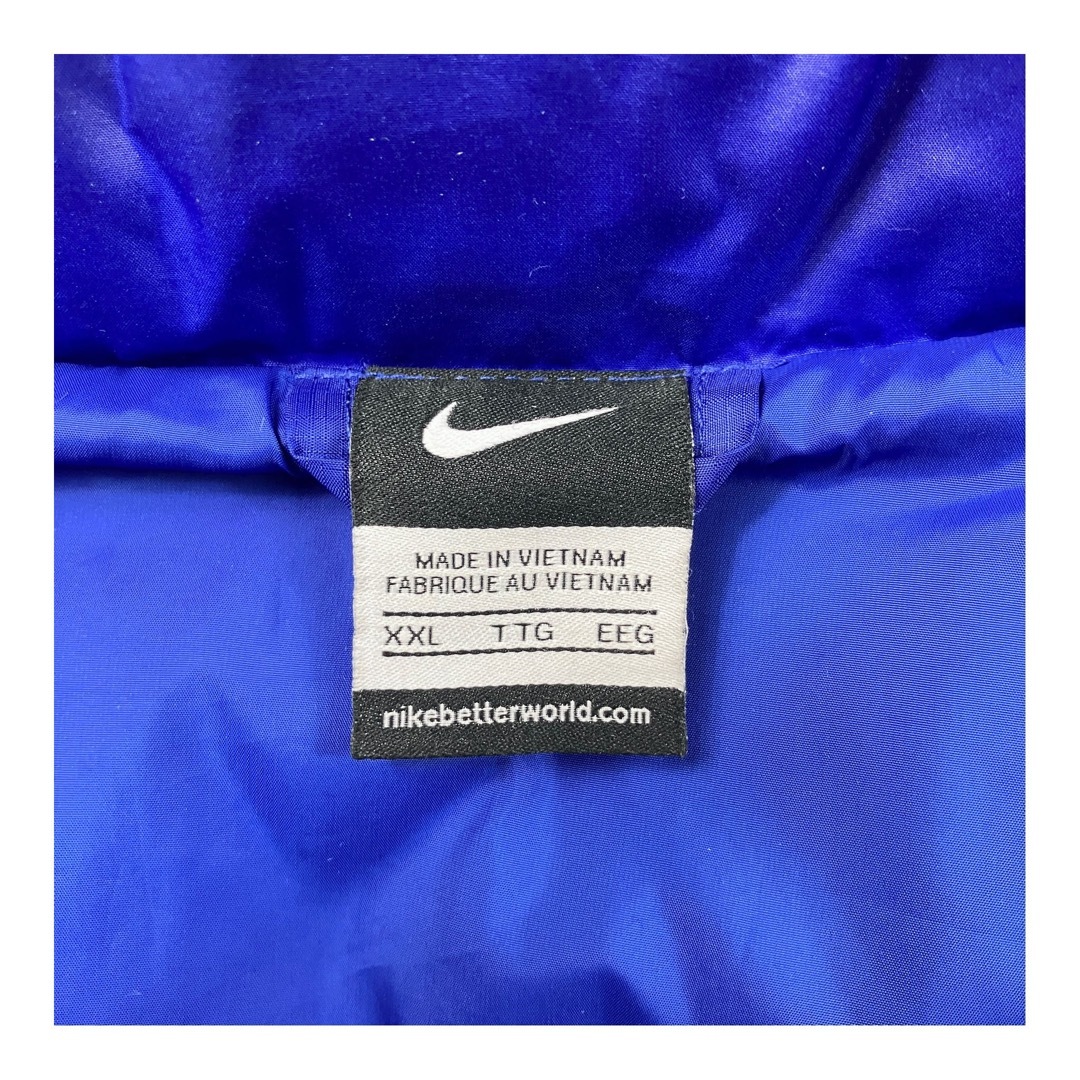 MADE IN VIETNAM
FABRIQUE AU VIETNAM
XXL TTG EEG
nikebetterworld.com